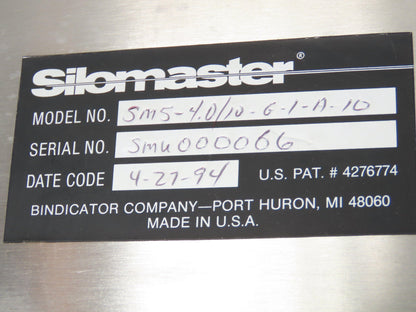 Silomaster®
MODEL NO. SM5-4.0/10-6-1-A-10
SERIAL NO. SMU000066
DATE CODE 4-27-94 U.S. PAT. # 4276774
BINDICATOR COMPANY—PORT HURON, MI 48060
MADE IN U.S.A.